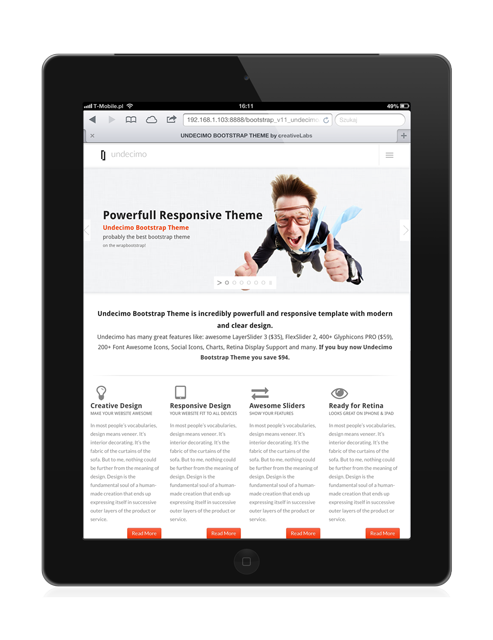 T-Mobile.pl 16:11 49%
192.168.1.103:8888/bootstrap_v11_undecimo Szukaj
UNDECIMO BOOTSTRAP THEME by creativeLabs
undecimo
Powerfull Responsive Theme
Undecimo Bootstrap Theme
probably the best bootstrap theme
on the wrapbootstrap!
Undecimo Bootstrap Theme is incredibly powerfull and responsive template with modern
and clear design.
Undecimo has many great features like: awesome LayerSlider 3 ($35), FlexSlider 2, 400+ Glyphicons PRO ($59),
200+ Font Awesome Icons, Social Icons, Charts, Retina Display Support and many. If you buy now Undecimo
Bootstrap Theme you save $94.
Creative Design
MAKE YOUR WEBSITE AWESOME
In most people's vocabularies,
design means veneer. It's
interior decorating. It's the
fabric of the curtains of the
sofa. But to me, nothing could
be further from the meaning of
design. Design is the
fundamental soul of a human-
made creation that ends up
expressing itself in successive
outer layers of the product or
service.
Read More
Responsive Design
YOUR WEBSITE FIT TO ALL DEVICES
In most people's vocabularies,
design means veneer. It's
interior decorating. It's the
fabric of the curtains of the
sofa. But to me, nothing could
be further from the meaning of
design. Design is the
fundamental soul of a human-
made creation that ends up
expressing itself in successive
outer layers of the product or
service.
Read More
Awesome Sliders
SHOW YOUR FEATURES
In most people's vocabularies,
design means veneer. It's
interior decorating. It's the
fabric of the curtains of the
sofa. But to me, nothing could
be further from the meaning of
design. Design is the
fundamental soul of a human-
made creation that ends up
expressing itself in successive
outer layers of the product or
service.
Read More
Ready for Retina
LOOKS GREAT ON IPHONE & IPAD
In most people's vocabularies,
design means veneer. It's
interior decorating. It's the
fabric of the curtains of the
sofa. But to me, nothing could
be further from the meaning of
design. Design is the
fundamental soul of a human-
made creation that ends up
expressing itself in successive
outer layers of the product or
service.
Read More